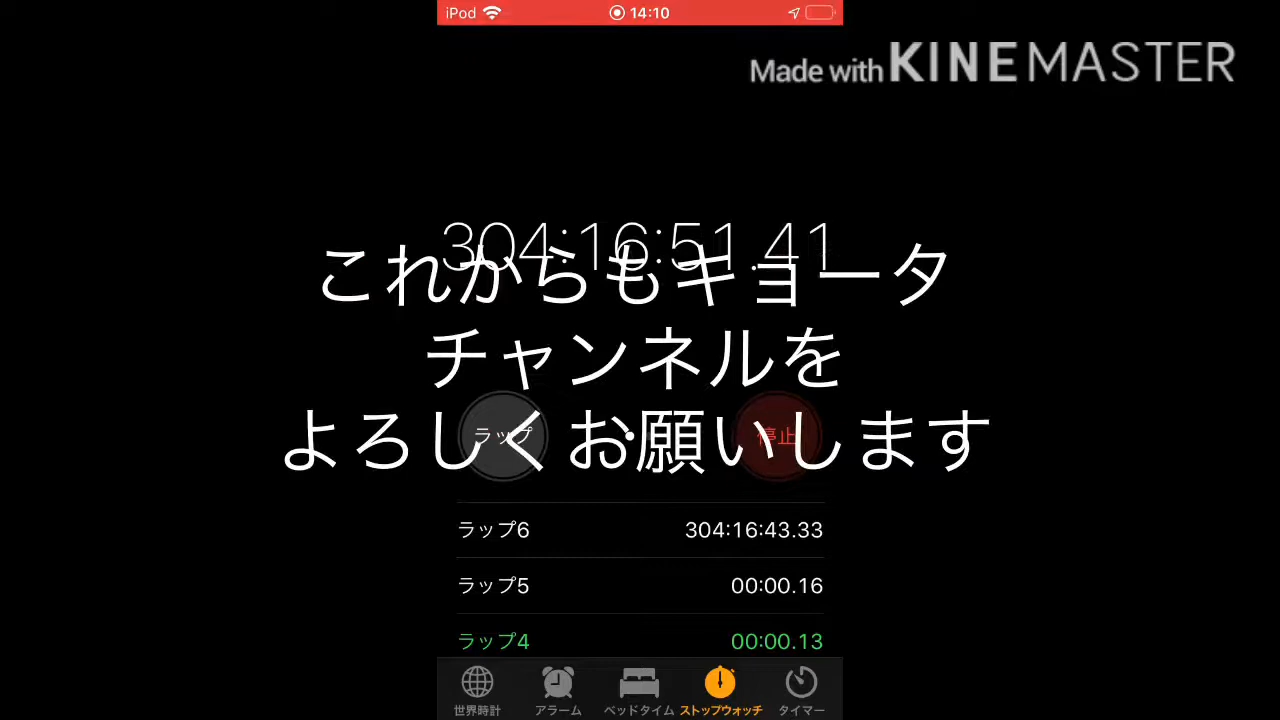 iPod 14:10
Made with KINEMASTER
304:16:51.41
これからもキョータ
チャンネルを
よろしくお願いします
ラップ 停止
ラップ6 304:16:43.33
ラップ5 00:00.16
ラップ4 00:00.13
世界時計 アラーム ベッドタイム ストップウォッチ タイマー